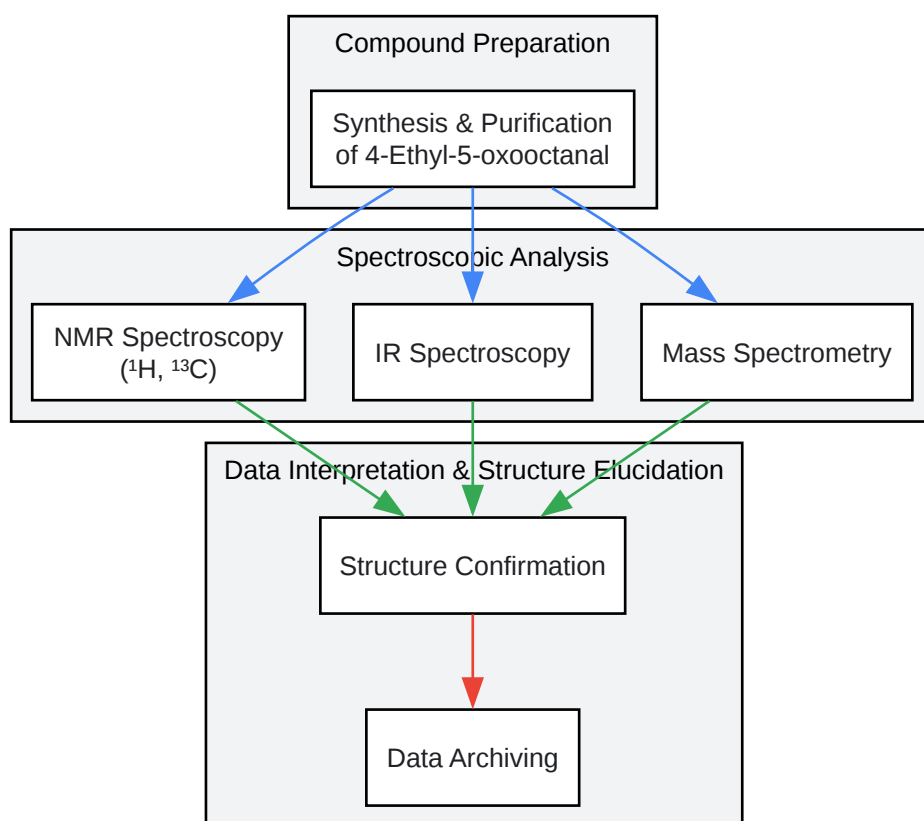 Compound Preparation
Synthesis & Purification
of 4-Ethyl-5-oxooctanal
Spectroscopic Analysis
NMR Spectroscopy
(¹H, ¹³C)
IR Spectroscopy
Mass Spectrometry
Data Interpretation & Structure Elucidation
Structure Confirmation
Data Archiving